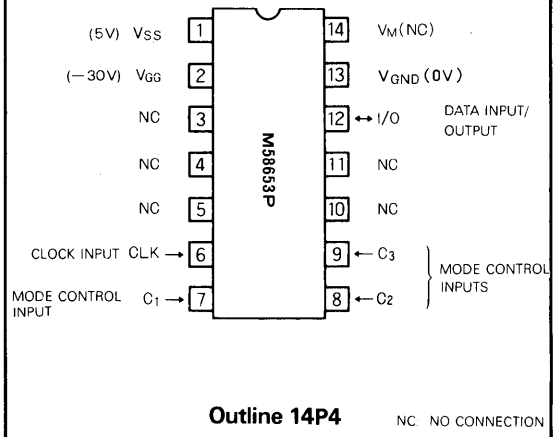 (5V) VSS 1 14 VM(NC)
(−30V) VGG 2 13 VGND(0V)
NC 3 12 ↔ I/O DATA INPUT/
OUTPUT
NC 4 11 NC
M58653P
NC 5 10 NC
CLOCK INPUT CLK → 6 9 ← C3
MODE CONTROL
INPUTS
MODE CONTROL C1 → 7 8 ← C2
INPUT
Outline 14P4 NC: NO CONNECTION